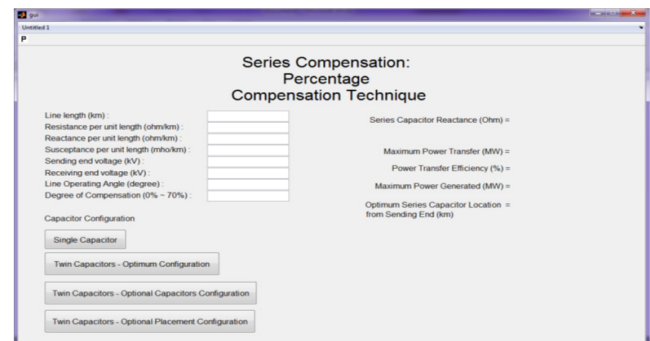 gui
Untitled 1
P
Series Compensation:
Percentage
Compensation Technique
Line length (km) :
Resistance per unit length (ohm/km) :
Reactance per unit length (ohm/km) :
Susceptance per unit length (mho/km) :
Sending end voltage (kV) :
Receiving end voltage (kV) :
Line Operating Angle (degree) :
Degree of Compensation (0% ~ 70%) :
Capacitor Configuration
Single Capacitor
Twin Capacitors - Optimum Configuration
Twin Capacitors - Optional Capacitors Configuration
Twin Capacitors - Optional Placement Configuration
Series Capacitor Reactance (Ohm) =
Maximum Power Transfer (MW) =
Power Transfer Efficiency (%) =
Maximum Power Generated (MW) =
Optimum Series Capacitor Location =
from Sending End (km)